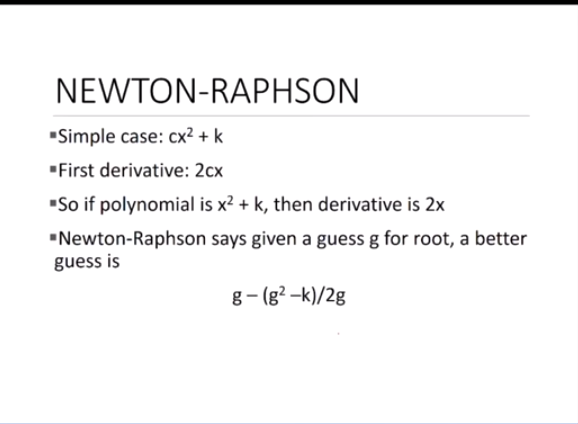 NEWTON-RAPHSON
▪Simple case: cx² + k
▪First derivative: 2cx
▪So if polynomial is x² + k, then derivative is 2x
▪Newton-Raphson says given a guess g for root, a better
guess is
g – (g² –k)/2g